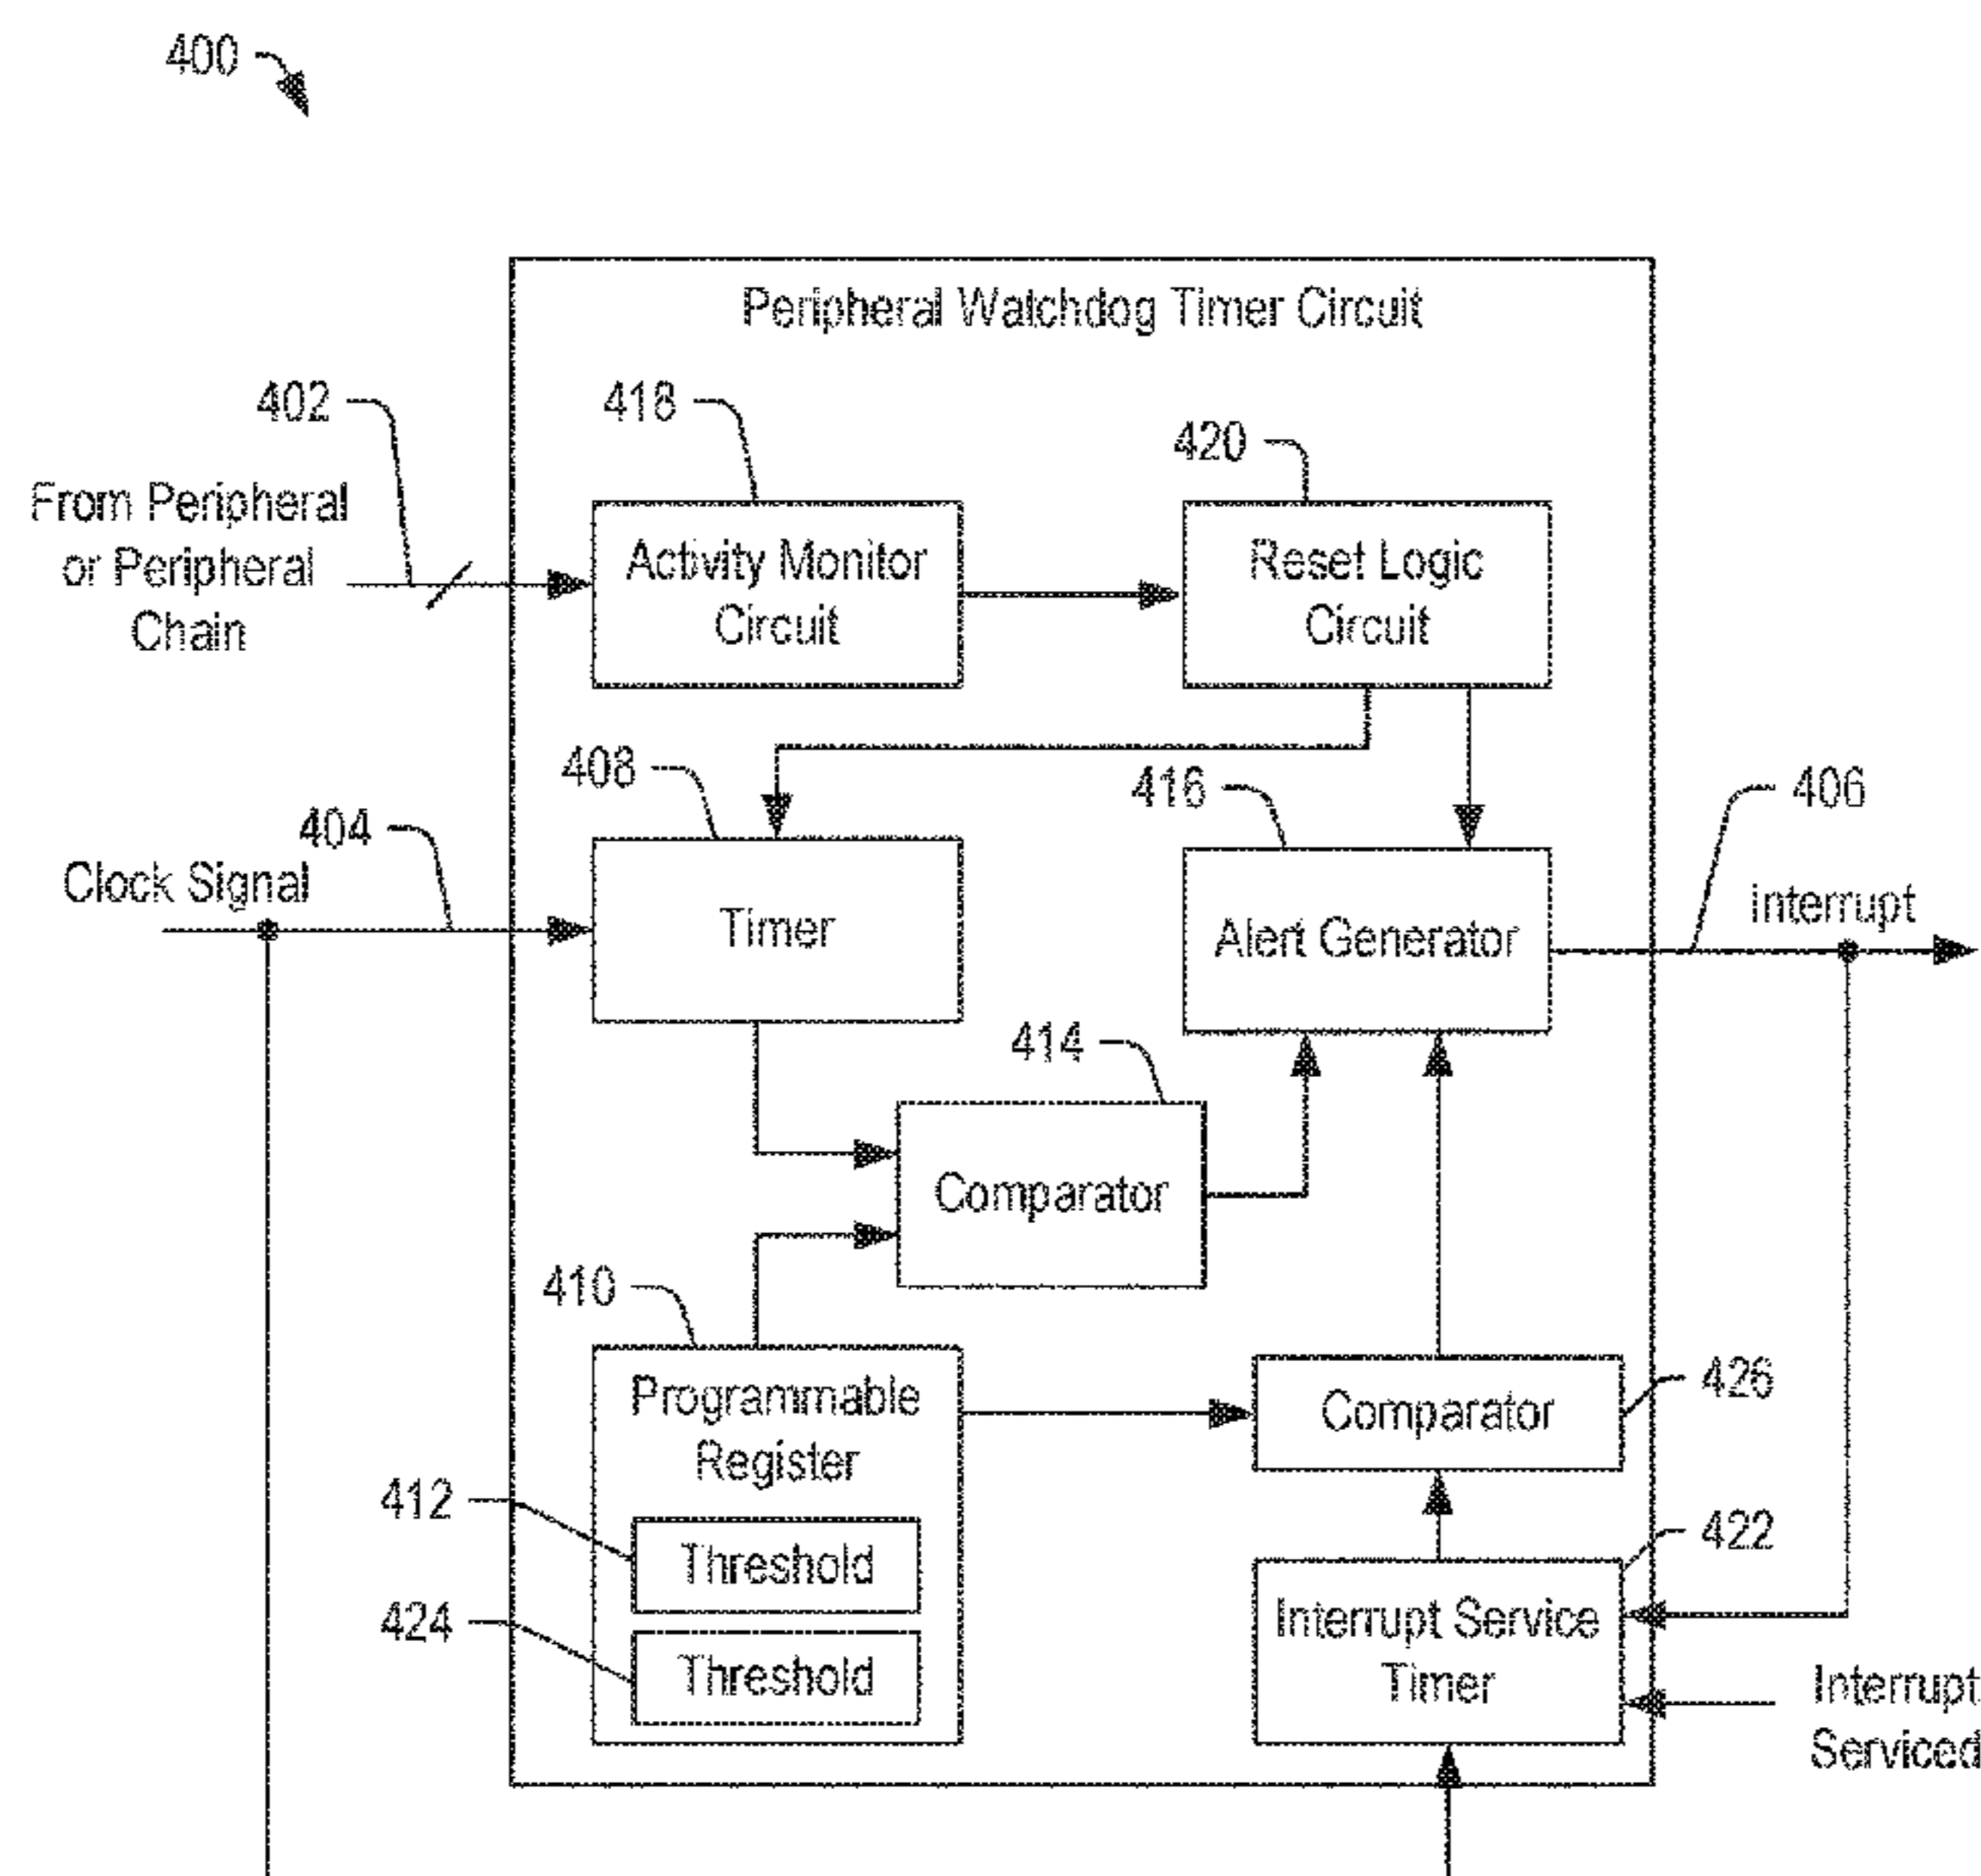 400
Peripheral Watchdog Timer Circuit
402
418
420
From Peripheral
or Peripheral
Chain
Activity Monitor
Circuit
Reset Logic
Circuit
408
416
406
404
Clock Signal
Timer
Alert Generator
interrupt
414
Comparator
410
Programmable
Register
Comparator
426
412
Threshold
422
424
Threshold
Interrupt Service
Timer
Interrupt
Serviced